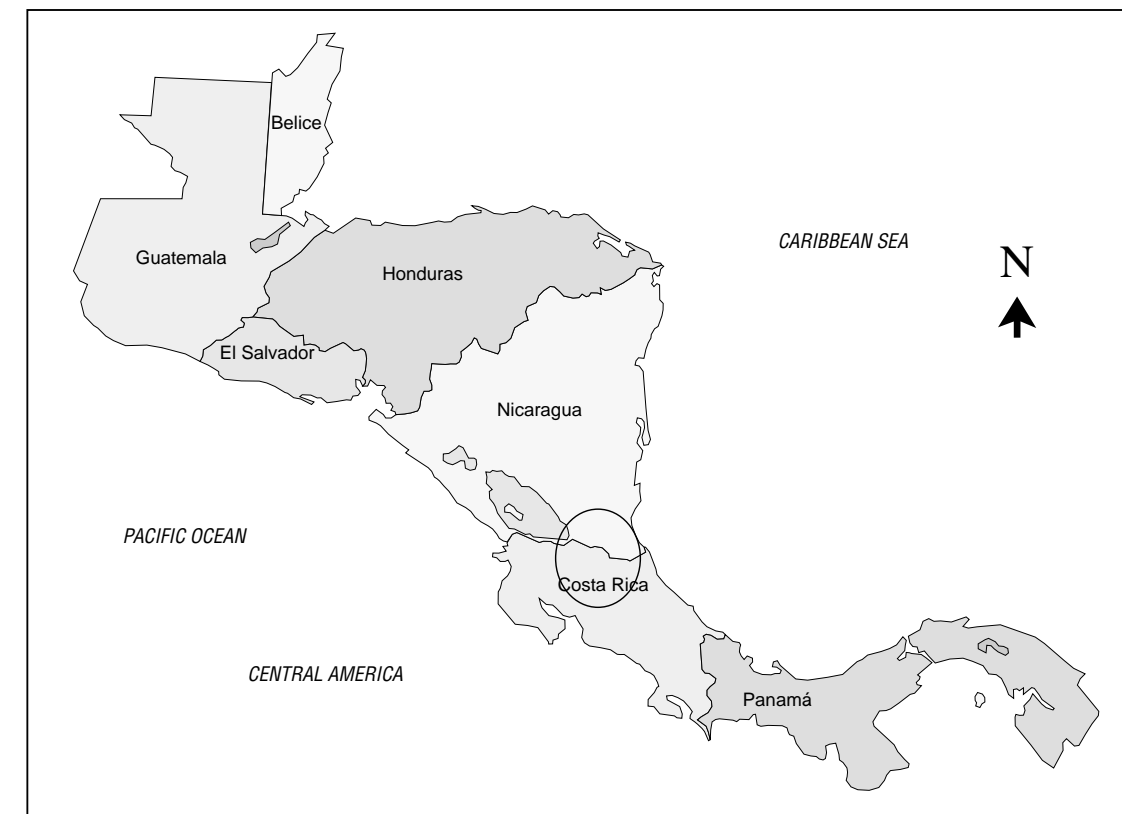 Belice
CARIBBEAN SEA
N
Guatemala
Honduras
El Salvador
Nicaragua
PACIFIC OCEAN
Costa Rica
CENTRAL AMERICA
Panamá